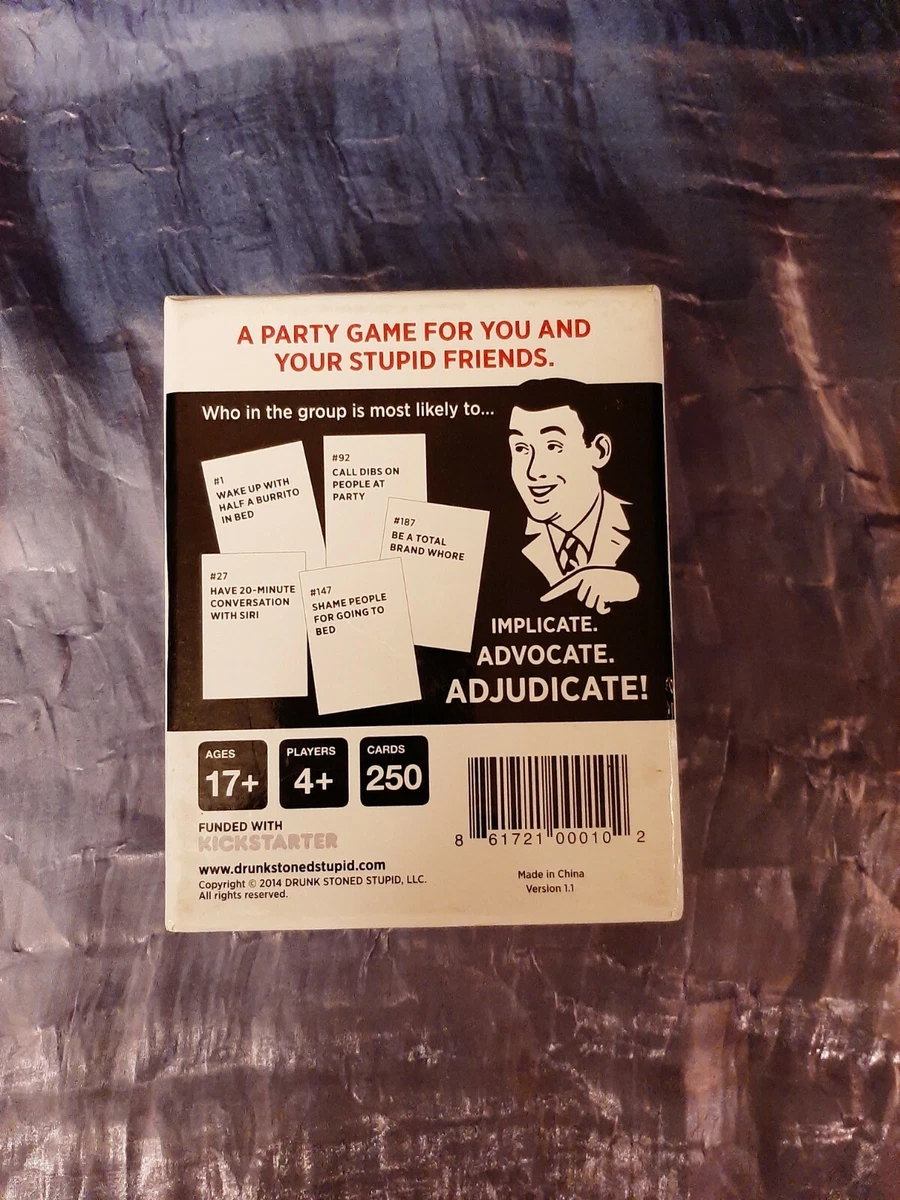 A PARTY GAME FOR YOU AND
YOUR STUPID FRIENDS.
Who in the group is most likely to...
#1
WAKE UP WITH
HALF A BURRITO
IN BED
#92
CALL DIBS ON
PEOPLE AT
PARTY
#187
BE A TOTAL
BRAND WHORE
#27
HAVE 20-MINUTE
CONVERSATION
WITH SIRI
#147
SHAME PEOPLE
FOR GOING TO
BED
IMPLICATE.
ADVOCATE.
ADJUDICATE!
AGES
17+
PLAYERS
4+
CARDS
250
FUNDED WITH
KICKSTARTER
www.drunkstonedstupid.com
Copyright © 2014 DRUNK STONED STUPID, LLC.
All rights reserved.
8 61721 00010 2
Made in China
Version 1.1